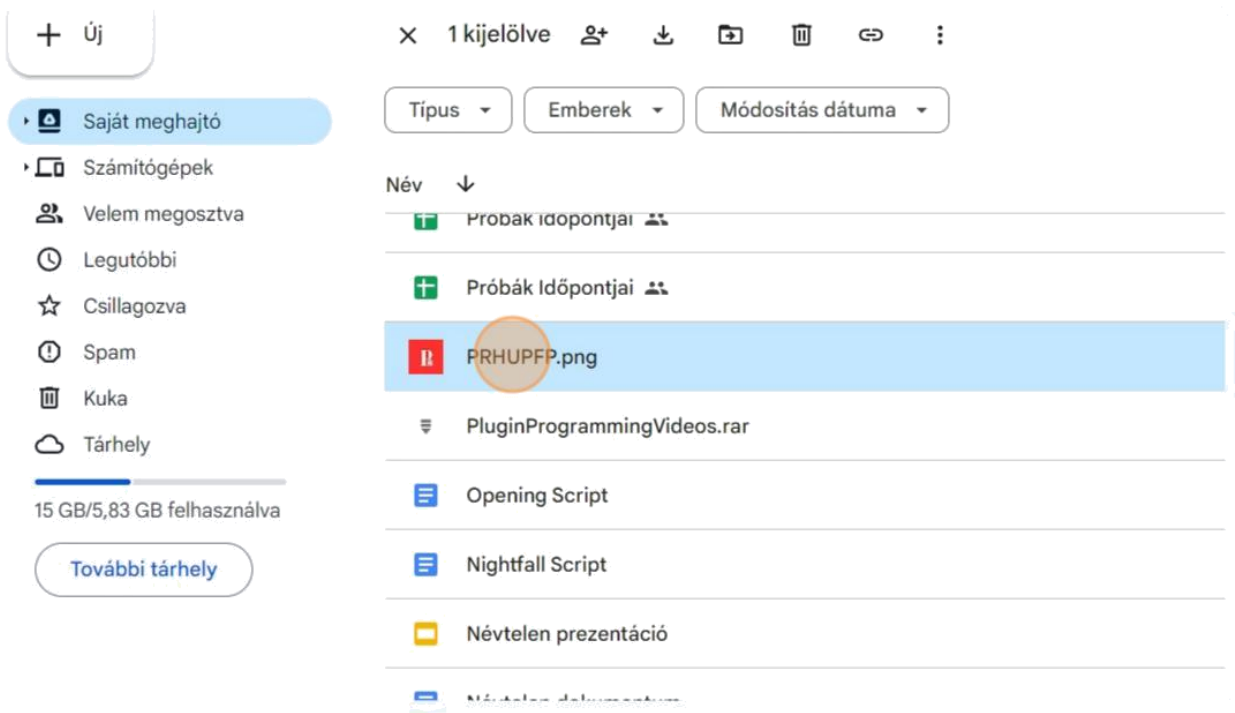 Új
1 kijelölve
Típus
Emberek
Módosítás dátuma
Saját meghajtó
Számítógépek
Velem megosztva
Legutóbbi
Csillagozva
Spam
Kuka
Tárhely
15 GB/5,83 GB felhasználva
További tárhely
Név
Próbák Időpontjai
Próbák Időpontjai
PRHUPFP.png
PluginProgrammingVideos.rar
Opening Script
Nightfall Script
Névtelen prezentáció
Névtelen dokumentum